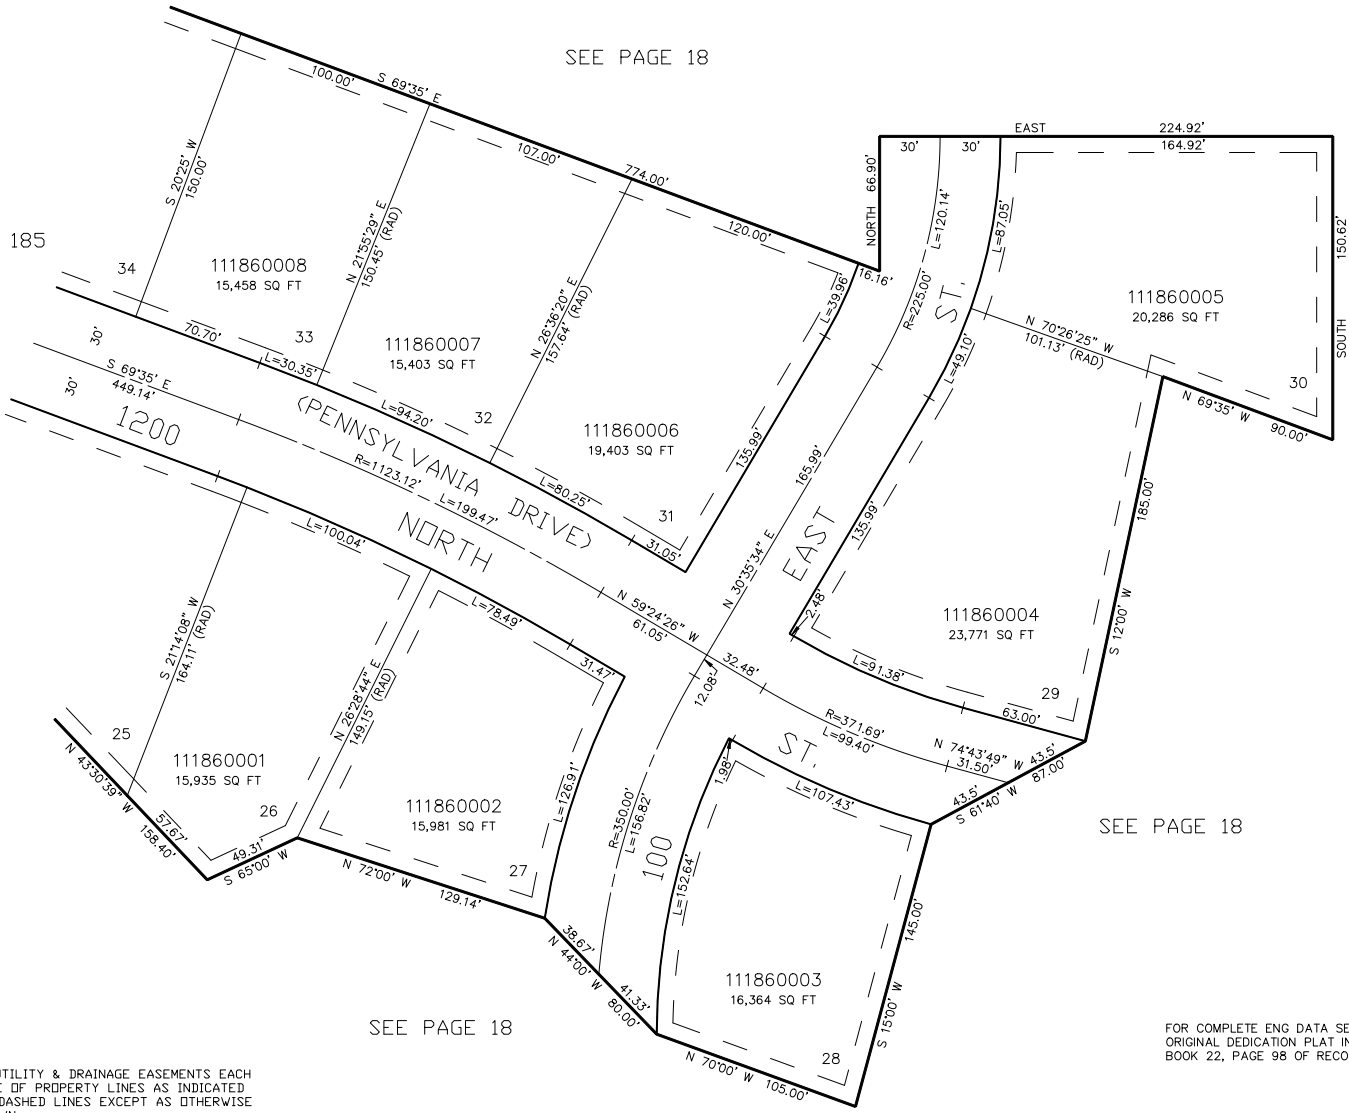 SEE PAGE 18
100.00'
S 69°35' E
107.00'
774.00'
120.00'
16.16'
NORTH 66.90'
30'
30'
EAST
224.92'
164.92'
150.62'
SOUTH
S 20°25' W
150.00'
N 21°55'29" E
150.45' (RAD)
N 26°36'20" E
157.64' (RAD)
L=39.96'
R=225.00'
L=120.14'
L=87.05'
185
34
111860008
15,458 SQ FT
33
111860007
15,403 SQ FT
32
111860006
19,403 SQ FT
31
111860005
20,286 SQ FT
30
N 70°26'25" W
101.13' (RAD)
N 69°35' W
90.00'
ST.
L=49.10'
70.70'
L=30.35'
L=94.20'
L=80.25'
31.05'
135.99'
165.99'
135.99'
185.00'
S 12°00' W
30'
30'
S 69°35' E
449.14'
1200
(PENNSYLVANIA DRIVE)
R=1123.12'
L=199.47'
NORTH
EAST
N 30°35'34" E
N 59°24'26" W
61.05'
2.48'
111860004
23,771 SQ FT
29
L=100.04'
L=78.49'
31.47'
32.48'
12.08'
L=91.38'
63.00'
R=371.69'
L=99.40'
N 74°43'49" W
31.50'
43.5'
87.00'
43.5'
S 61°40' W
S 21°14'08" W
164.11' (RAD)
N 26°28'44" E
149.15' (RAD)
25
111860001
15,935 SQ FT
26
N 43°30'39" W
57.67'
158.40'
49.31'
S 65°00' W
111860002
15,981 SQ FT
27
L=126.91'
N 72°00' W
129.14'
R=350.00'
L=156.82'
100
ST.
1.98'
L=107.43'
L=152.64'
38.67'
N 44°00' W
41.33'
80.00'
111860003
16,364 SQ FT
28
145.00'
S 15°00' W
N 70°00' W
105.00'
SEE PAGE 18
SEE PAGE 18
FOR COMPLETE ENG DATA SE
ORIGINAL DEDICATION PLAT IN
BOOK 22, PAGE 98 OF RECO
TILITY & DRAINAGE EASEMENTS EACH
E OF PROPERTY LINES AS INDICATED
DASHED LINES EXCEPT AS OTHERWISE